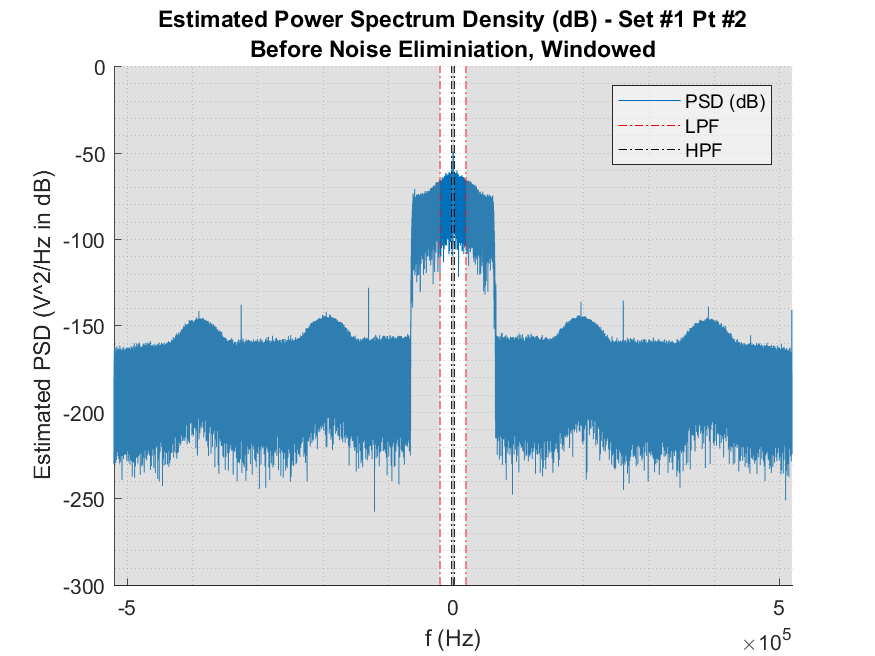 Estimated Power Spectrum Density (dB) - Set #1 Pt #2
Before Noise Eliminiation, Windowed
0
-50
-100
-150
-200
-250
-300
Estimated PSD (V^2/Hz in dB)
PSD (dB)
LPF
HPF
-5
0
5
f (Hz)
×10^5